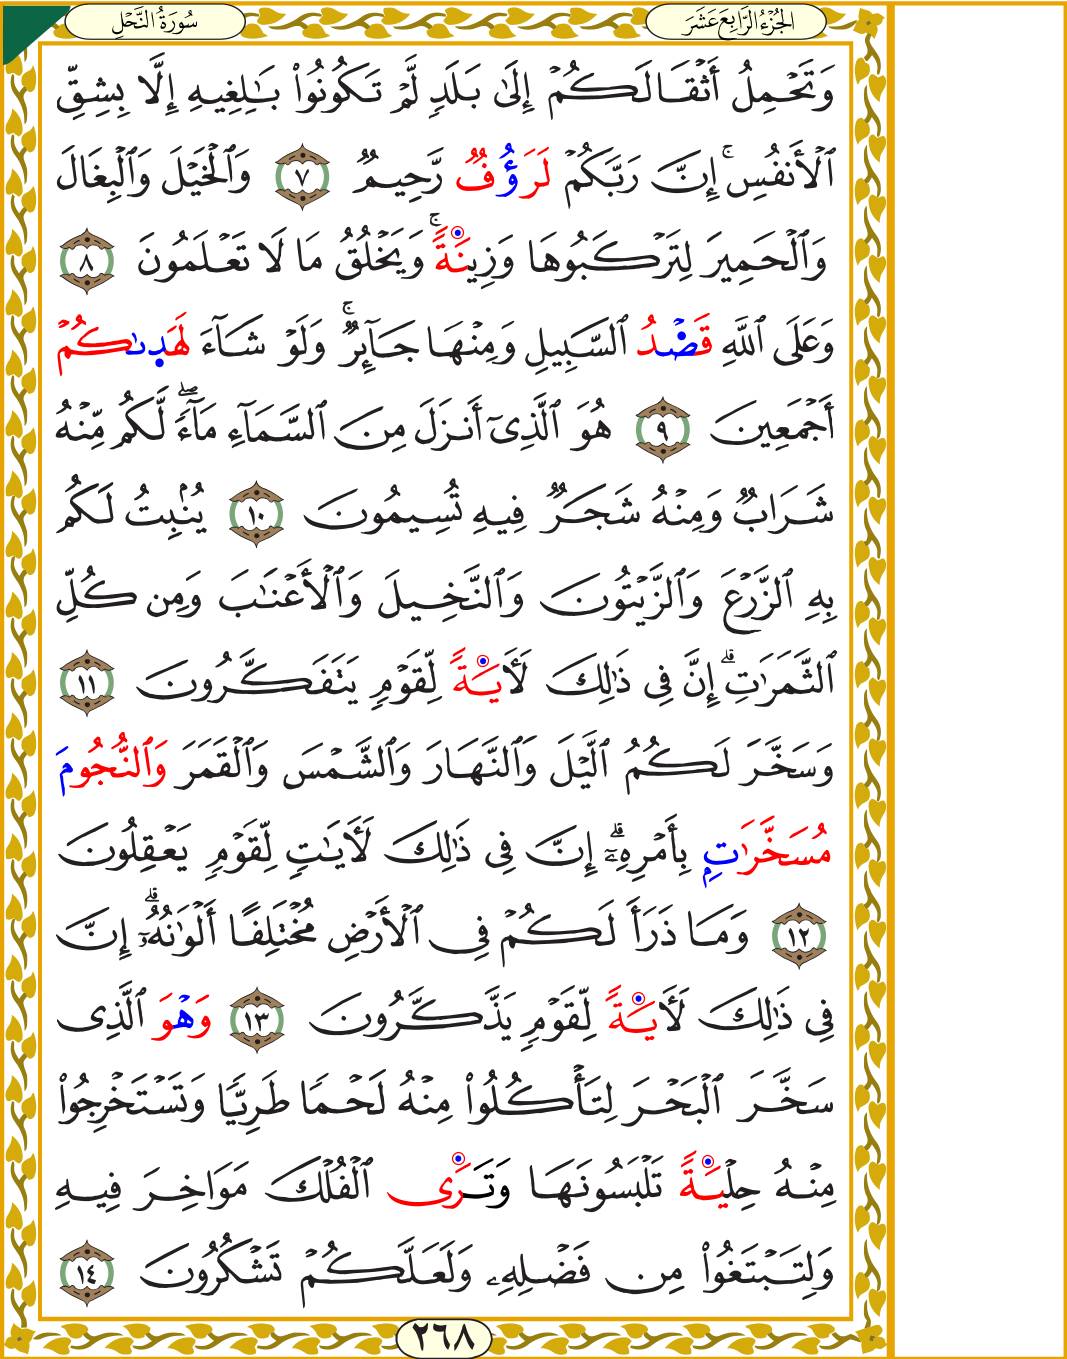 سُورَةُ النَّحْلِ
الجُزْءُ الرَّابِعَ عَشَرَ
وَتَحۡمِلُ أَثۡقَالَكُمۡ إِلَىٰ بَلَدٖ لَّمۡ تَكُونُواْ بَٰلِغِيهِ إِلَّا بِشِقِّ
ٱلۡأَنفُسِۚ إِنَّ رَبَّكُمۡ لَرَؤُفٞ رَّحِيمٞ ٧ وَٱلۡخَيۡلَ وَٱلۡبِغَالَ
وَٱلۡحَمِيرَ لِتَرۡكَبُوهَا وَزِينَةٗۚ وَيَخۡلُقُ مَا لَا تَعۡلَمُونَ ٨
وَعَلَى ٱللَّهِ قَصۡدُ ٱلسَّبِيلِ وَمِنۡهَا جَآئِرٞۚ وَلَوۡ شَآءَ لَهَدِىٰكُمۡ
أَجۡمَعِينَ ٩ هُوَ ٱلَّذِيٓ أَنزَلَ مِنَ ٱلسَّمَآءِ مَآءٗۖ لَّكُم مِّنۡهُ
شَرَابٞ وَمِنۡهُ شَجَرٞ فِيهِ تُسِيمُونَ ١٠ يُنۢبِتُ لَكُم
بِهِ ٱلزَّرۡعَ وَٱلزَّيۡتُونَ وَٱلنَّخِيلَ وَٱلۡأَعۡنَٰبَ وَمِن كُلِّ
ٱلثَّمَرَٰتِۗ إِنَّ فِي ذَٰلِكَ لَأٓيَةٗ لِّقَوۡمٖ يَتَفَكَّرُونَ ١١
وَسَخَّرَ لَكُمُ ٱلَّيۡلَ وَٱلنَّهَارَ وَٱلشَّمۡسَ وَٱلۡقَمَرَ وَٱلنُّجُومَ
مُسَخَّرَٰتِۭ بِأَمۡرِهِۦٓۗ إِنَّ فِي ذَٰلِكَ لَأٓيَٰتٖ لِّقَوۡمٖ يَعۡقِلُونَ
١٢ وَمَا ذَرَأَ لَكُمۡ فِي ٱلۡأَرۡضِ مُخۡتَلِفًا أَلۡوَٰنُهُۥٓۗ إِنَّ
فِي ذَٰلِكَ لَأٓيَةٗ لِّقَوۡمٖ يَذَّكَّرُونَ ١٣ وَهۡوَ ٱلَّذِي
سَخَّرَ ٱلۡبَحۡرَ لِتَأۡكُلُواْ مِنۡهُ لَحۡمٗا طَرِيّٗا وَتَسۡتَخۡرِجُواْ
مِنۡهُ حِلۡيَةٗ تَلۡبَسُونَهَا وَتَرَى ٱلۡفُلۡكَ مَوَاخِرَ فِيهِ
وَلِتَبۡتَغُواْ مِن فَضۡلِهِۦ وَلَعَلَّكُمۡ تَشۡكُرُونَ ١٤
٢٦٨